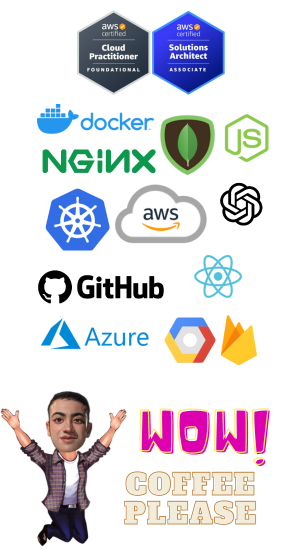 aws certified
Cloud Practitioner
FOUNDATIONAL
aws certified
Solutions Architect
ASSOCIATE
docker
JS
NGINX
aws
GitHub
Azure
WOW!
COFFEE
PLEASE